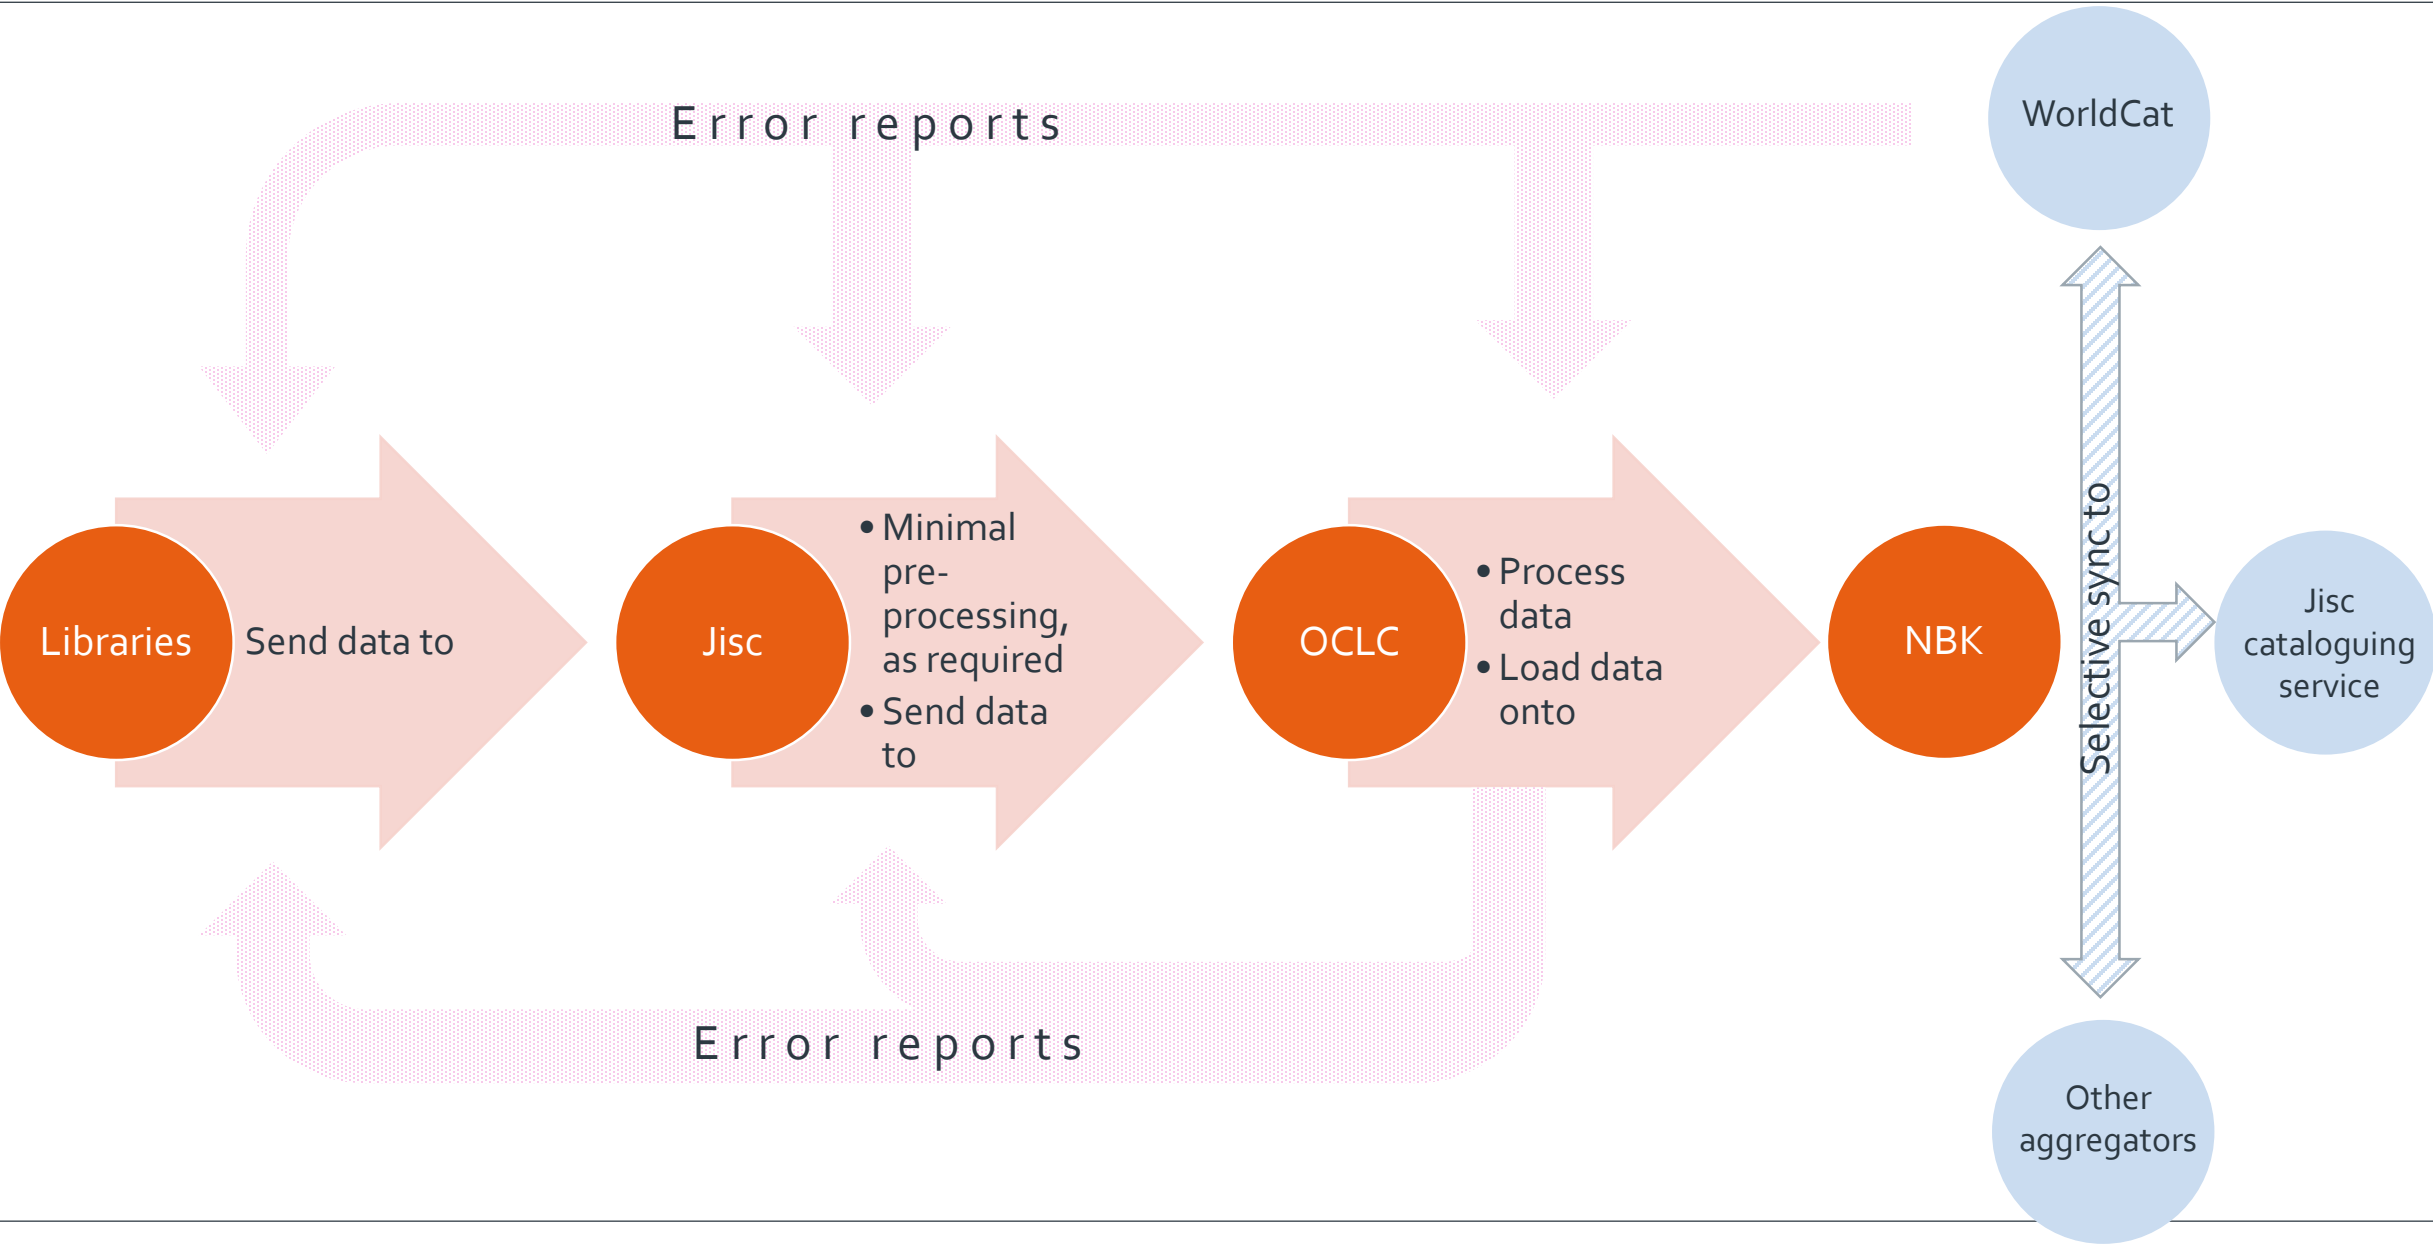 WorldCat
Error reports
Libraries
Send data to
Jisc
• Minimal
pre-
processing,
as required
• Send data
to
OCLC
• Process
data
• Load data
onto
NBK
Selective sync to
Jisc
cataloguing
service
Error reports
Other
aggregators